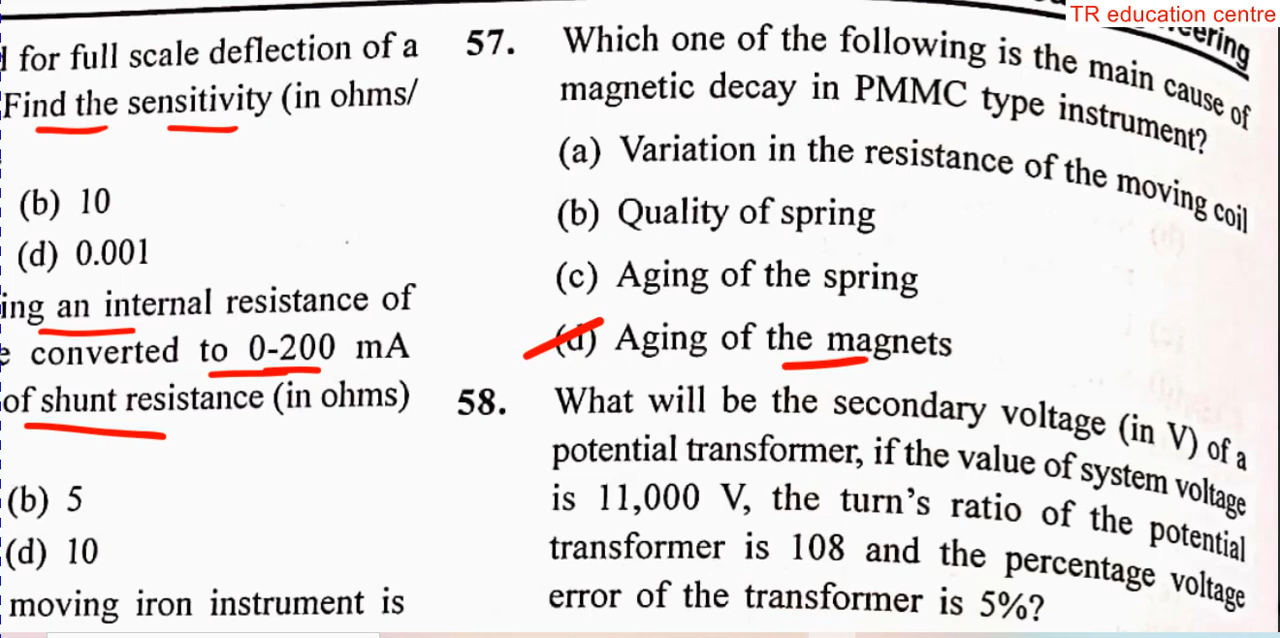 TR education centre
for full scale deflection of a
Find the sensitivity (in ohms/
(b) 10
(d) 0.001
ing an internal resistance of
converted to 0-200 mA
of shunt resistance (in ohms)
(b) 5
(d) 10
moving iron instrument is
57. Which one of the following is the main cause of
magnetic decay in PMMC type instrument?
(a) Variation in the resistance of the moving coil
(b) Quality of spring
(c) Aging of the spring
(d) Aging of the magnets
58. What will be the secondary voltage (in V) of a
potential transformer, if the value of system voltage
is 11,000 V, the turn's ratio of the potential
transformer is 108 and the percentage voltage
error of the transformer is 5%?